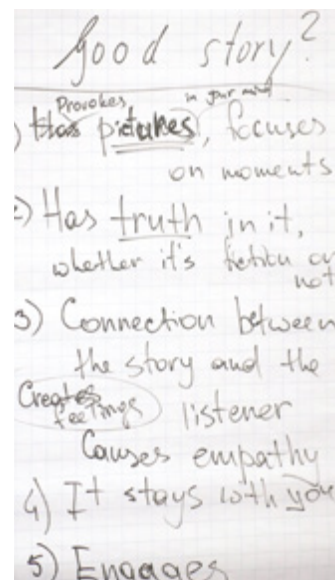 Good story?
Provokes in your mind
1) Has pictures, focuses
on moments
2) Has truth in it,
whether it's fiction or
not
3) Connection between
the story and the
Creates
feelings listener
Causes empathy
4) It stays with you
5) Engages